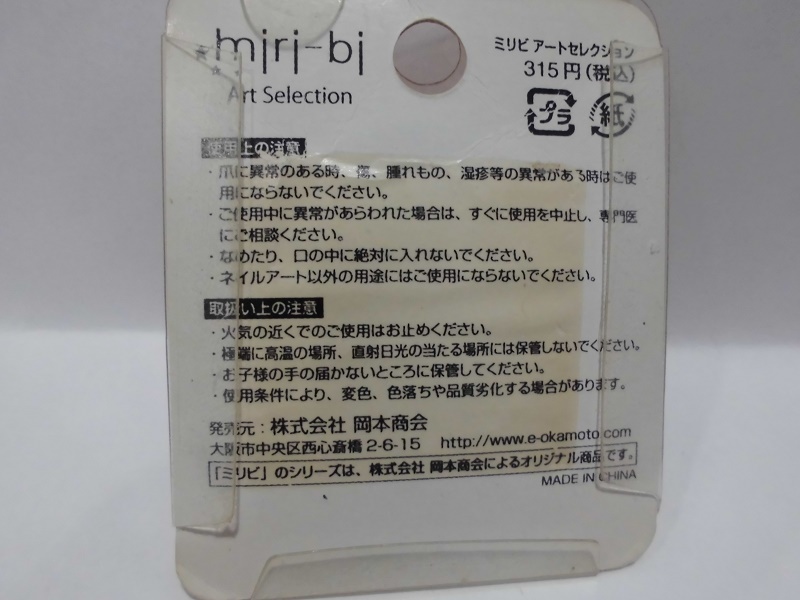 miri-bi
Art Selection
ミリビ アートセレクション
315円(税込)
プラ
紙
使用上の注意
・爪に異常のある時、傷、腫れもの、湿疹等の異常がある時はご使
用にならないでください。
・ご使用中に異常があらわれた場合は、すぐに使用を中止し、専門医
にご相談ください。
・なめたり、口の中に絶対に入れないでください。
・ネイルアート以外の用途にはご使用にならないでください。
取扱い上の注意
・火気の近くでのご使用はお止めください。
・極端に高温の場所、直射日光の当たる場所には保管しないでください。
・お子様の手の届かないところに保管してください。
・使用条件により、変色、色落ちや品質劣化する場合があります。
発売元：株式会社 岡本商会
大阪市中央区西心斎橋2-6-15 http://www.e-okamoto.com
「ミリビ」のシリーズは、株式会社 岡本商会によるオリジナル商品です。
MADE IN CHINA